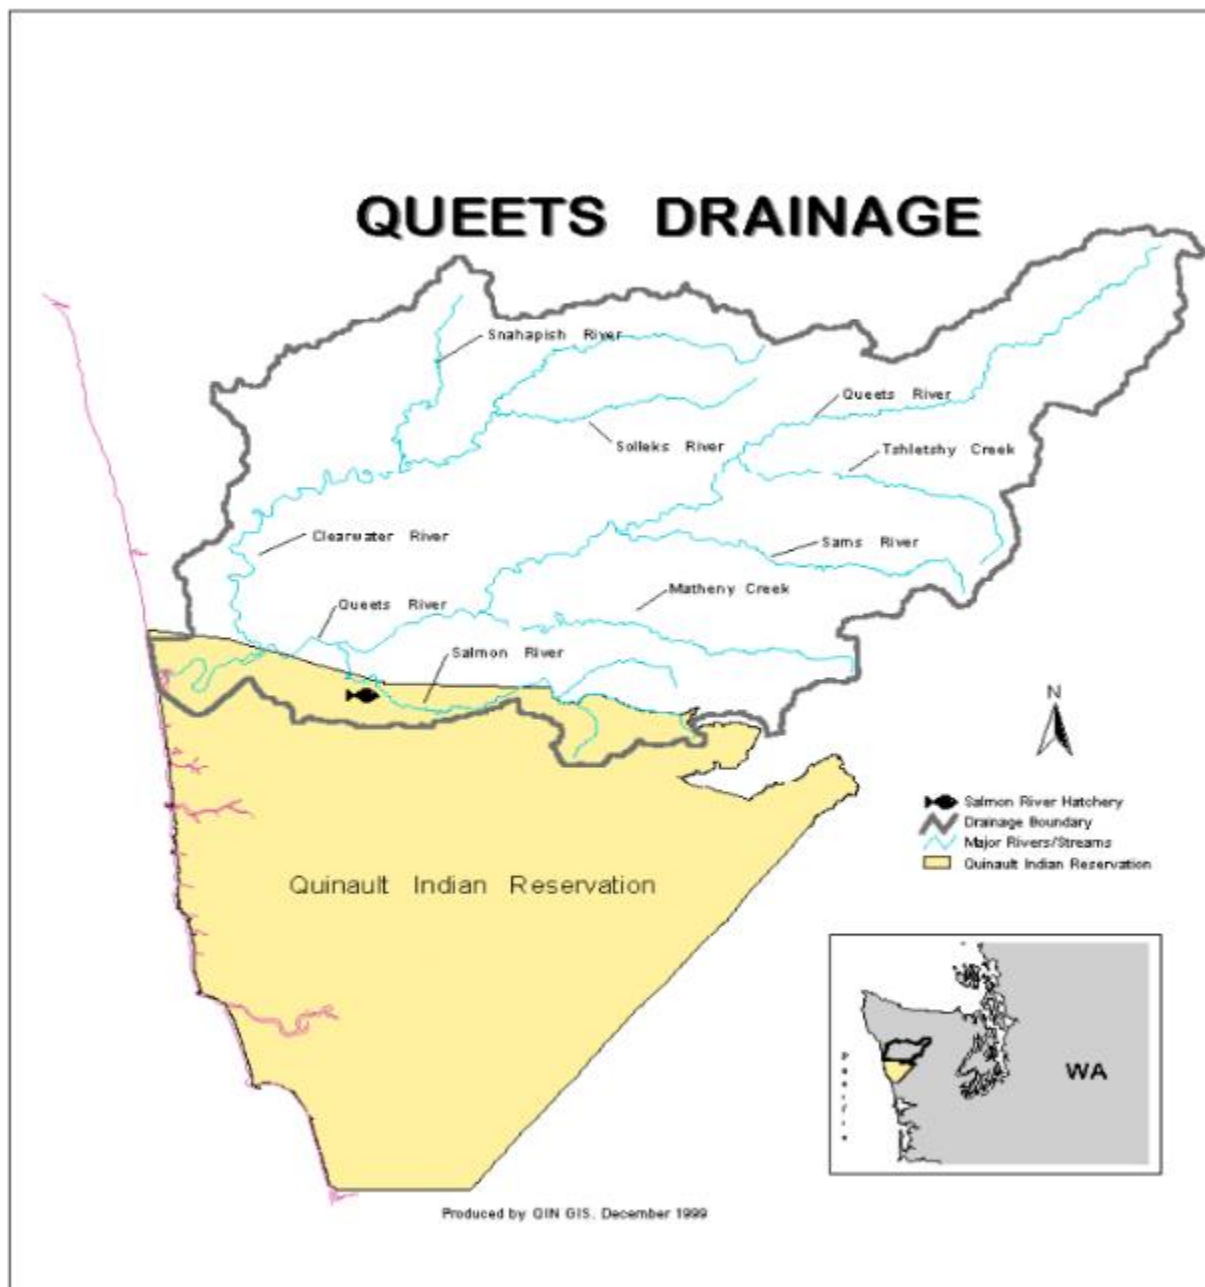 QUEETS DRAINAGE
Snahapish River
Queets River
Solleks River
Tshletshy Creek
Clearwater River
Sams River
Matheny Creek
Queets River
Salmon River
N
Salmon River Hatchery
Drainage Boundary
Major Rivers/Streams
Quinault Indian Reservation
Quinault Indian Reservation
WA
Produced by QIN GIS, December 1999